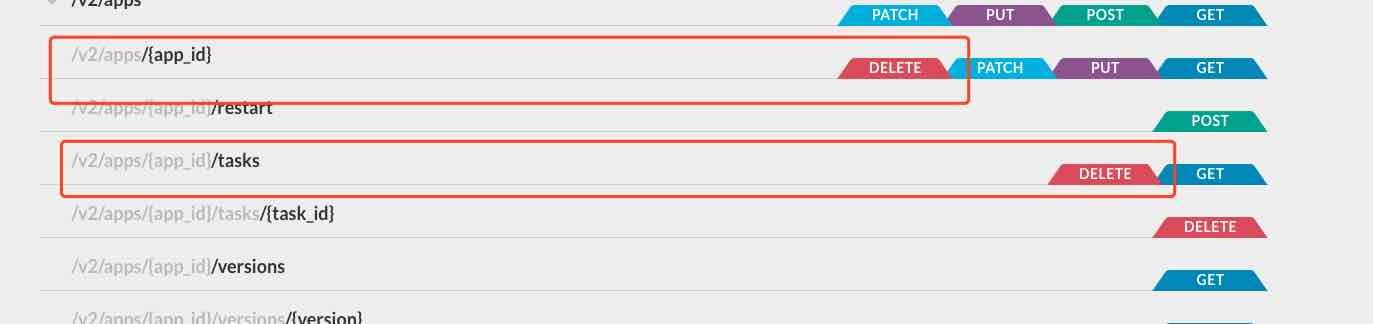 /v2/apps PATCH PUT POST GET
/v2/apps/{app_id} DELETE PATCH PUT GET
/v2/apps/{app_id}/restart POST
/v2/apps/{app_id}/tasks DELETE GET
/v2/apps/{app_id}/tasks/{task_id} DELETE
/v2/apps/{app_id}/versions GET
/v2/apps/{app_id}/versions/{version}